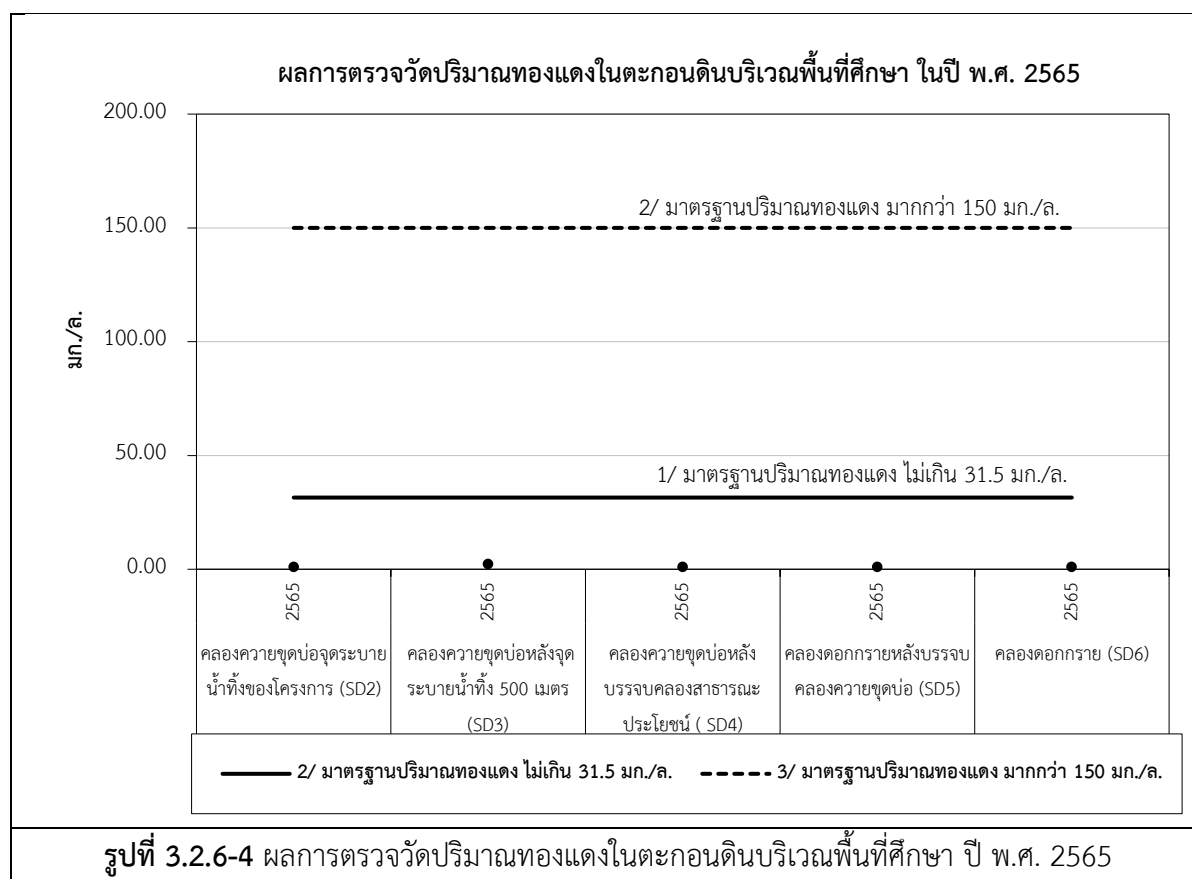 ผลการตรวจวัดปริมาณทองแดงในตะกอนดินบริเวณพื้นที่ศึกษา ในปี พ.ศ. 2565
200.00
150.00
100.00
50.00
0.00
มก./ล.
2/ มาตรฐานปริมาณทองแดง มากกว่า 150 มก./ล.
1/ มาตรฐานปริมาณทองแดง ไม่เกิน 31.5 มก./ล.
2565
2565
2565
2565
2565
คลองควายขุดบ่อจุดระบาย
น้ำทิ้งของโครงการ (SD2)
คลองควายขุดบ่อหลังจุด
ระบายน้ำทิ้ง 500 เมตร
(SD3)
คลองควายขุดบ่อหลัง
บรรจบคลองสาธารณะ
ประโยชน์ ( SD4)
คลองดอกกรายหลังบรรจบ
คลองควายขุดบ่อ (SD5)
คลองดอกกราย (SD6)
2/ มาตรฐานปริมาณทองแดง ไม่เกิน 31.5 มก./ล.
3/ มาตรฐานปริมาณทองแดง มากกว่า 150 มก./ล.
รูปที่ 3.2.6-4 ผลการตรวจวัดปริมาณทองแดงในตะกอนดินบริเวณพื้นที่ศึกษา ปี พ.ศ. 2565